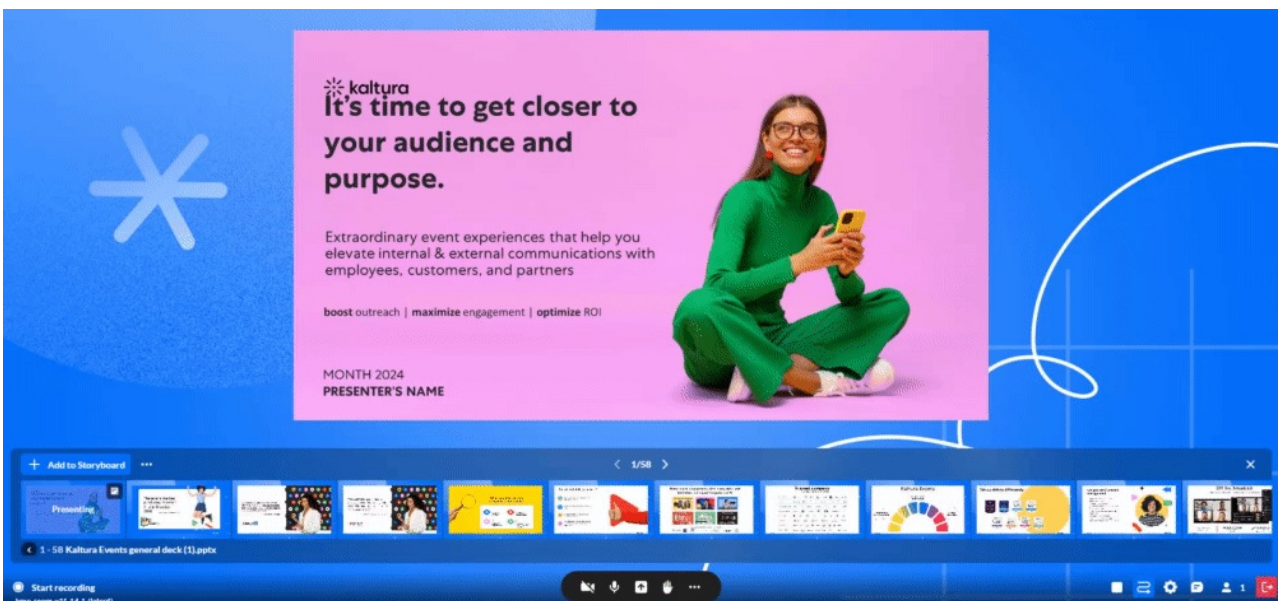 kaltura
It's time to get closer to
your audience and
purpose.
Extraordinary event experiences that help you
elevate internal & external communications with
employees, customers, and partners
boost outreach | maximize engagement | optimize ROI
MONTH 2024
PRESENTER'S NAME
+ Add to Storyboard ••• < 1/58 >
Presenting
Kaltura Events
1 - 58 Kaltura Events general deck (1).pptx
Start recording
1